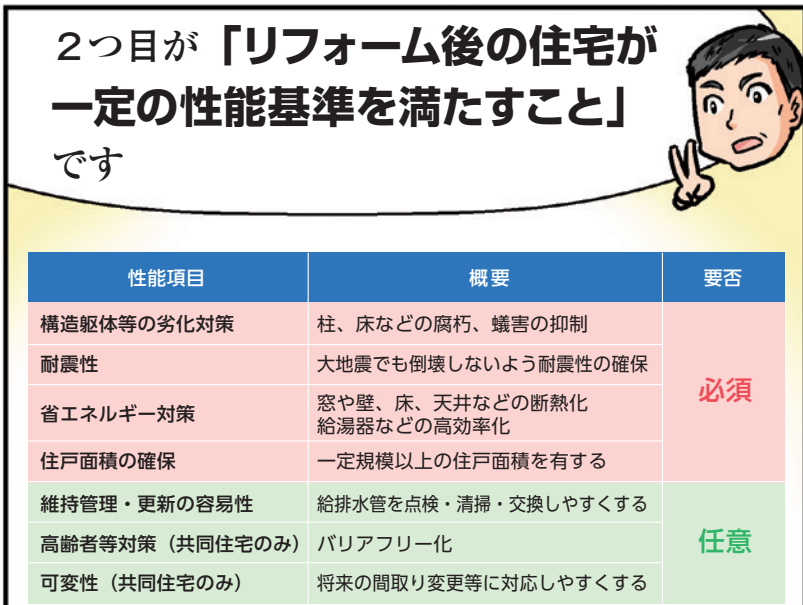 2つ目が「リフォーム後の住宅が
一定の性能基準を満たすこと」
です
性能項目 概要 要否
構造躯体等の劣化対策 柱、床などの腐朽、蟻害の抑制
耐震性 大地震でも倒壊しないよう耐震性の確保
省エネルギー対策 窓や壁、床、天井などの断熱化
給湯器などの高効率化
住戸面積の確保 一定規模以上の住戸面積を有する
必須
維持管理・更新の容易性 給排水管を点検・清掃・交換しやすくする
高齢者等対策（共同住宅のみ） バリアフリー化
可変性（共同住宅のみ） 将来の間取り変更等に対応しやすくする
任意